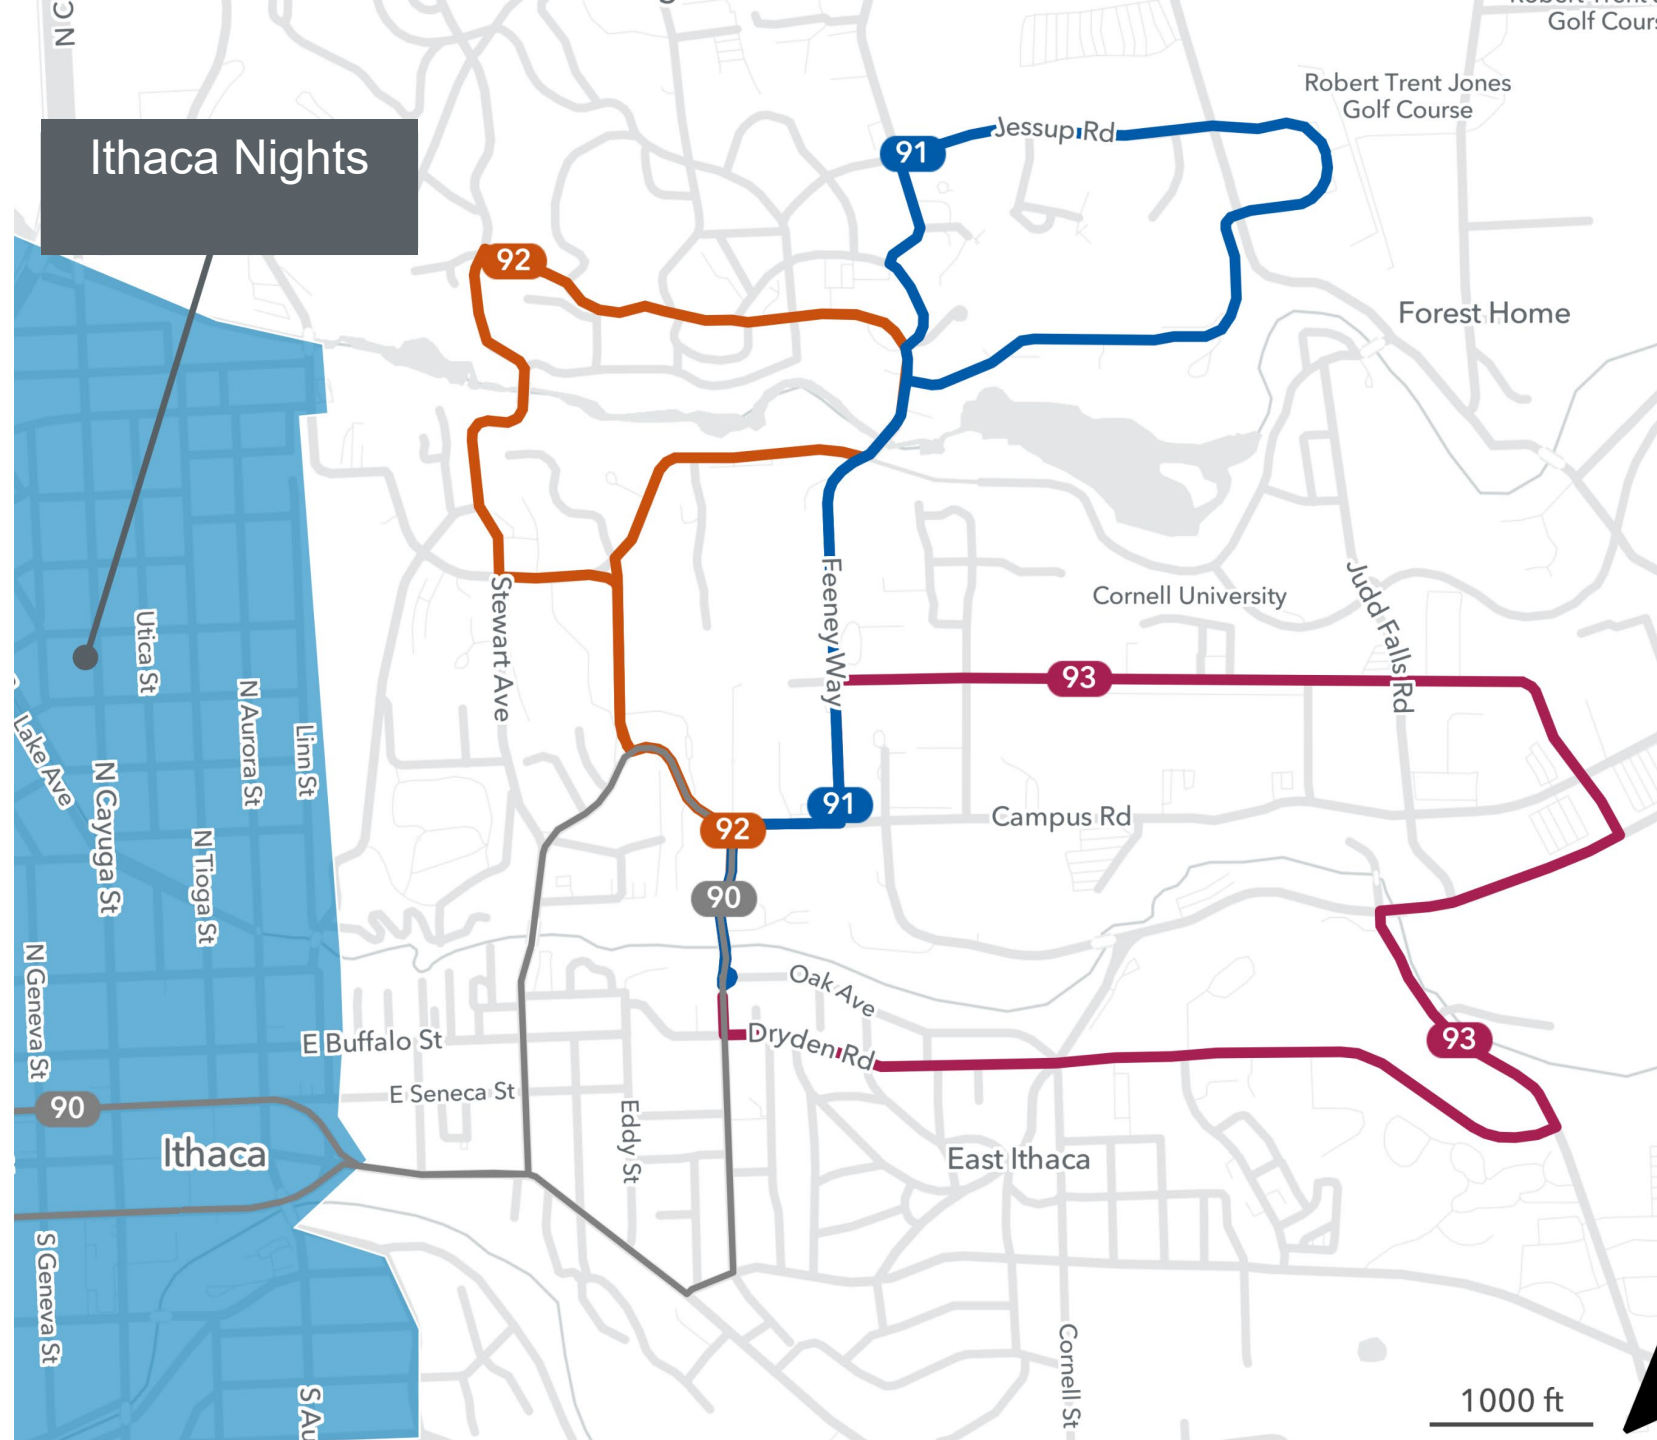 Golf Cours
Robert Trent Jones
Golf Course
Ithaca Nights
Jessup Rd
91
92
Forest Home
Feeney Way
Stewart Ave
Cornell University
Judd Falls Rd
93
Utica St
N Aurora St
Linn St
Lake Ave
N Cayuga St
N Tioga St
91
Campus Rd
92
90
N Geneva St
Oak Ave
Dryden Rd
E Buffalo St
93
E Seneca St
90
Eddy St
Ithaca
East Ithaca
S Geneva St
Cornell St
S Au
1000 ft